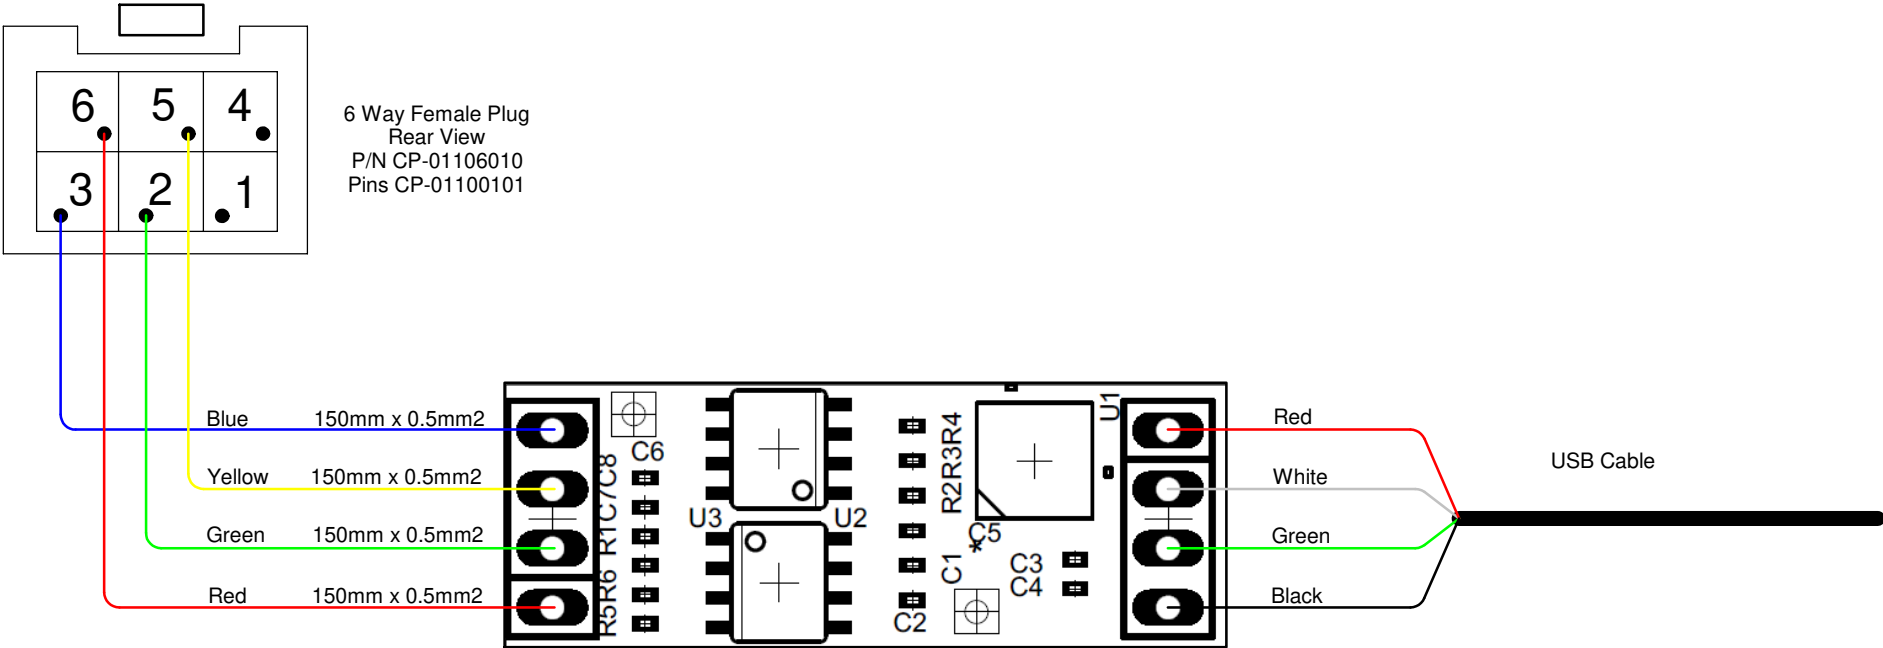 6 5 4
3 2 1
6 Way Female Plug
Rear View
P/N CP-01106010
Pins CP-01100101
Blue 150mm x 0.5mm2
Yellow 150mm x 0.5mm2
Green 150mm x 0.5mm2
Red 150mm x 0.5mm2
C6
R5R6 R1C7C8
U3
U2
R2R3R4
C1
C2
C5
*
C3
C4
U1
Red
White
Green
Black
USB Cable